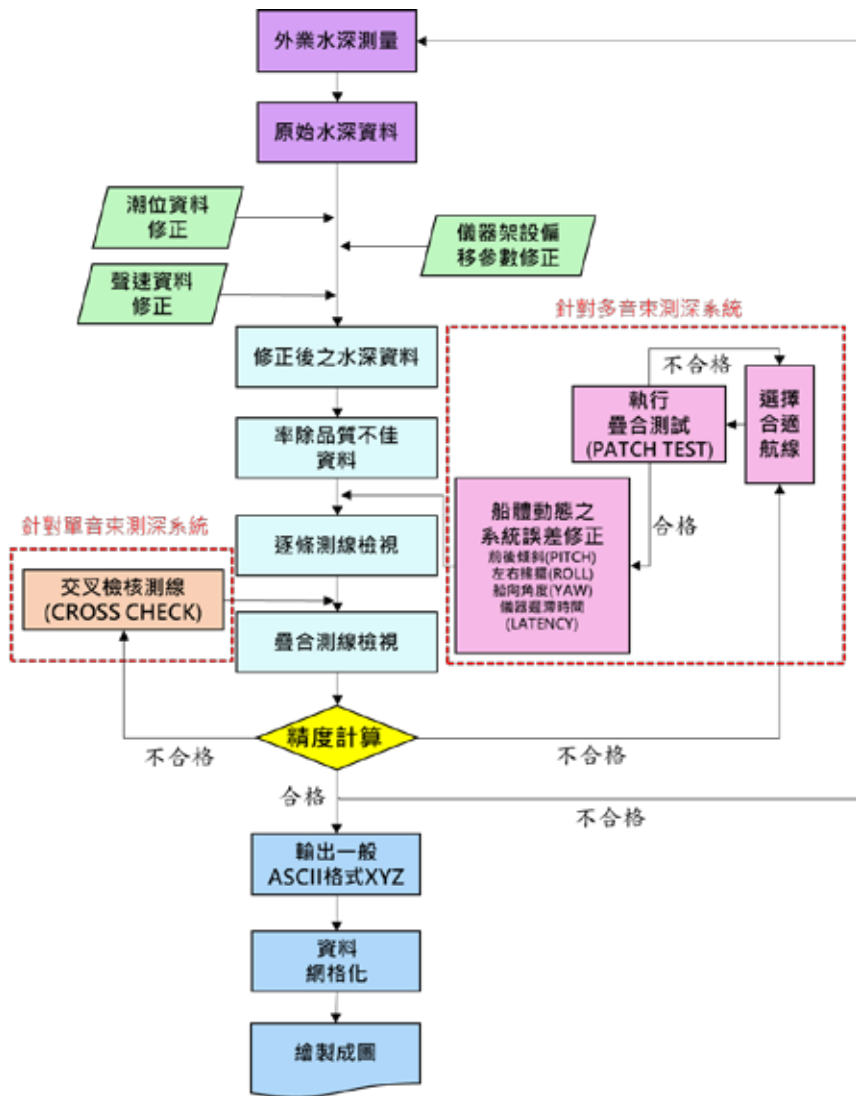 外業水深測量
原始水深資料
潮位資料
修正
儀器架設偏
移參數修正
聲速資料
修正
針對多音束測深系統
修正後之水深資料
不合格
執行
疊合測試
(PATCH TEST)
選擇
合適
航線
率除品質不佳
資料
合格
船體動態之
系統誤差修正
前後傾斜(PITCH)
左右搖擺(ROLL)
船向角度(YAW)
儀器遲滯時間
(LATENCY)
針對單音束測深系統
逐條測線檢視
交叉檢核測線
(CROSS CHECK)
疊合測線檢視
精度計算
不合格
不合格
合格
不合格
輸出一般
ASCII格式XYZ
資料
網格化
繪製成圖